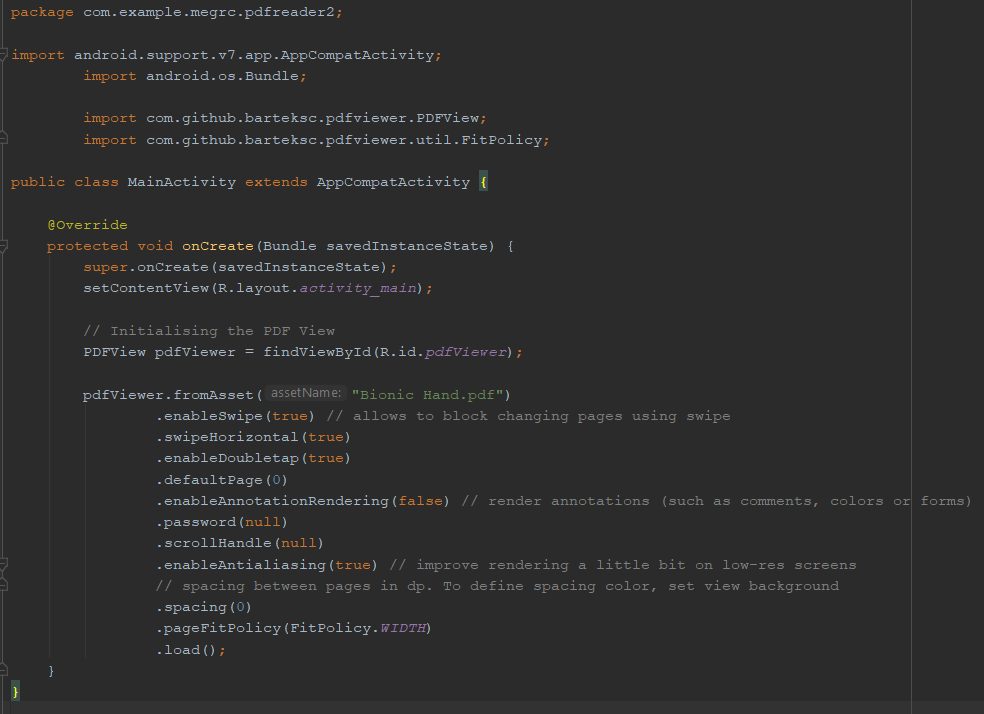 package com.example.megrc.pdfreader2;
import android.support.v7.app.AppCompatActivity;
import android.os.Bundle;
import com.github.barteksc.pdfviewer.PDFView;
import com.github.barteksc.pdfviewer.util.FitPolicy;
public class MainActivity extends AppCompatActivity {
@Override
protected void onCreate(Bundle savedInstanceState) {
super.onCreate(savedInstanceState);
setContentView(R.layout.activity_main);
// Initialising the PDF View
PDFView pdfViewer = findViewById(R.id.pdfViewer);
pdfViewer.fromAsset( assetName: "Bionic Hand.pdf")
.enableSwipe(true) // allows to block changing pages using swipe
.swipeHorizontal(true)
.enableDoubletap(true)
.defaultPage(0)
.enableAnnotationRendering(false) // render annotations (such as comments, colors or forms)
.password(null)
.scrollHandle(null)
.enableAntialiasing(true) // improve rendering a little bit on low-res screens
// spacing between pages in dp. To define spacing color, set view background
.spacing(0)
.pageFitPolicy(FitPolicy.WIDTH)
.load();
}
}